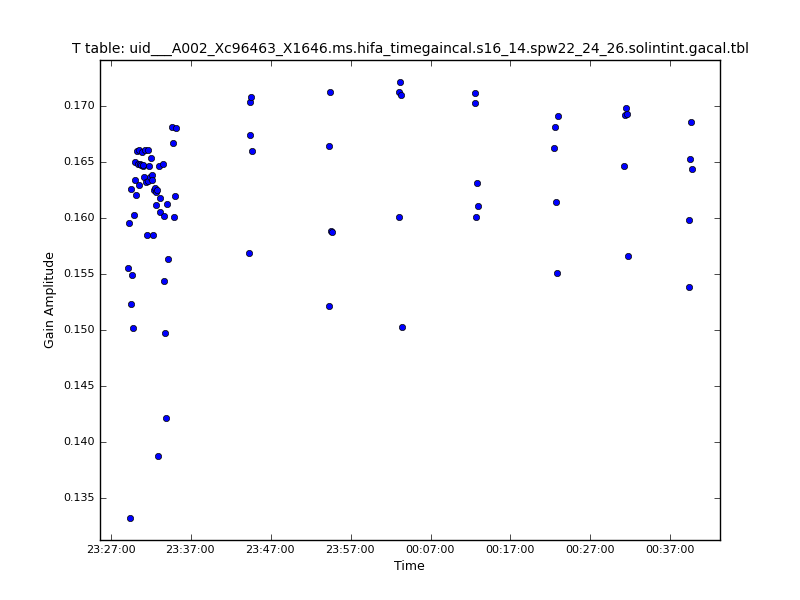 T table: uid___A002_Xc96463_X1646.ms.hifa_timegaincal.s16_14.spw22_24_26.solintint.gacal.tbl
0.170
0.165
0.160
0.155
0.150
0.145
0.140
0.135
Gain Amplitude
23:27:00 23:37:00 23:47:00 23:57:00 00:07:00 00:17:00 00:27:00 00:37:00
Time